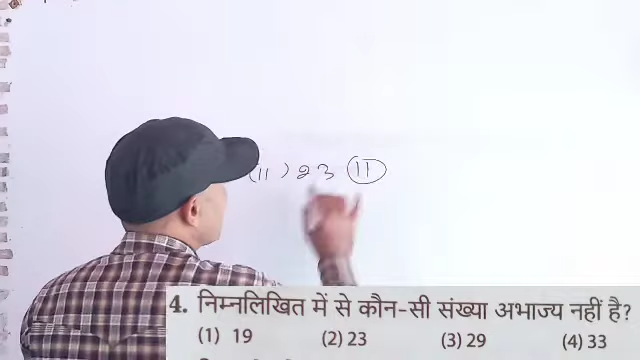 (11) 23 11
4. निम्नलिखित में से कौन-सी संख्या अभाज्य नहीं है?
(1) 19 (2) 23 (3) 29 (4) 33